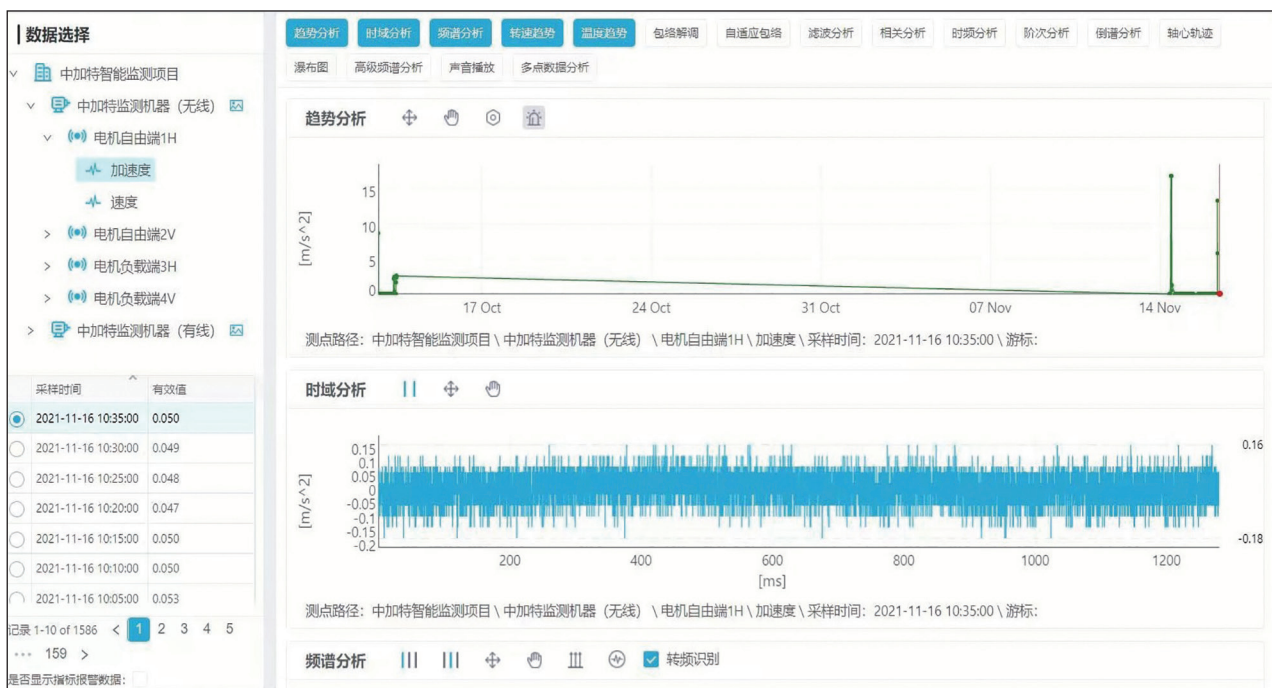 数据选择
中加特智能监测项目
中加特监测机器（无线）
电机自由端1H
加速度
速度
电机自由端2V
电机负载端3H
电机负载端4V
中加特监测机器（有线）
采样时间 有效值
2021-11-16 10:35:00 0.050
2021-11-16 10:30:00 0.049
2021-11-16 10:25:00 0.048
2021-11-16 10:20:00 0.047
2021-11-16 10:15:00 0.050
2021-11-16 10:10:00 0.050
2021-11-16 10:05:00 0.053
记录 1-10 of 1586 < 1 2 3 4 5
··· 159 >
是否显示指标报警数据：
趋势分析 时域分析 频谱分析 转速趋势 温度趋势 包络解调 自适应包络 滤波分析 相关分析 时频分析 阶次分析 倒谱分析 轴心轨迹
瀑布图 高级频谱分析 声音播放 多点数据分析
趋势分析
[m/s^2]
15
10
5
0
17 Oct 24 Oct 31 Oct 07 Nov 14 Nov
测点路径：中加特智能监测项目\中加特监测机器（无线）\电机自由端1H\加速度\采样时间：2021-11-16 10:35:00\游标：
时域分析
[m/s^2]
0.15 0.16
0.1
0.05
0
-0.05
-0.1
-0.15 -0.18
-0.2
200 400 600 800 1000 1200
[ms]
测点路径：中加特智能监测项目\中加特监测机器（无线）\电机自由端1H\加速度\采样时间：2021-11-16 10:35:00\游标：
频谱分析 转频识别